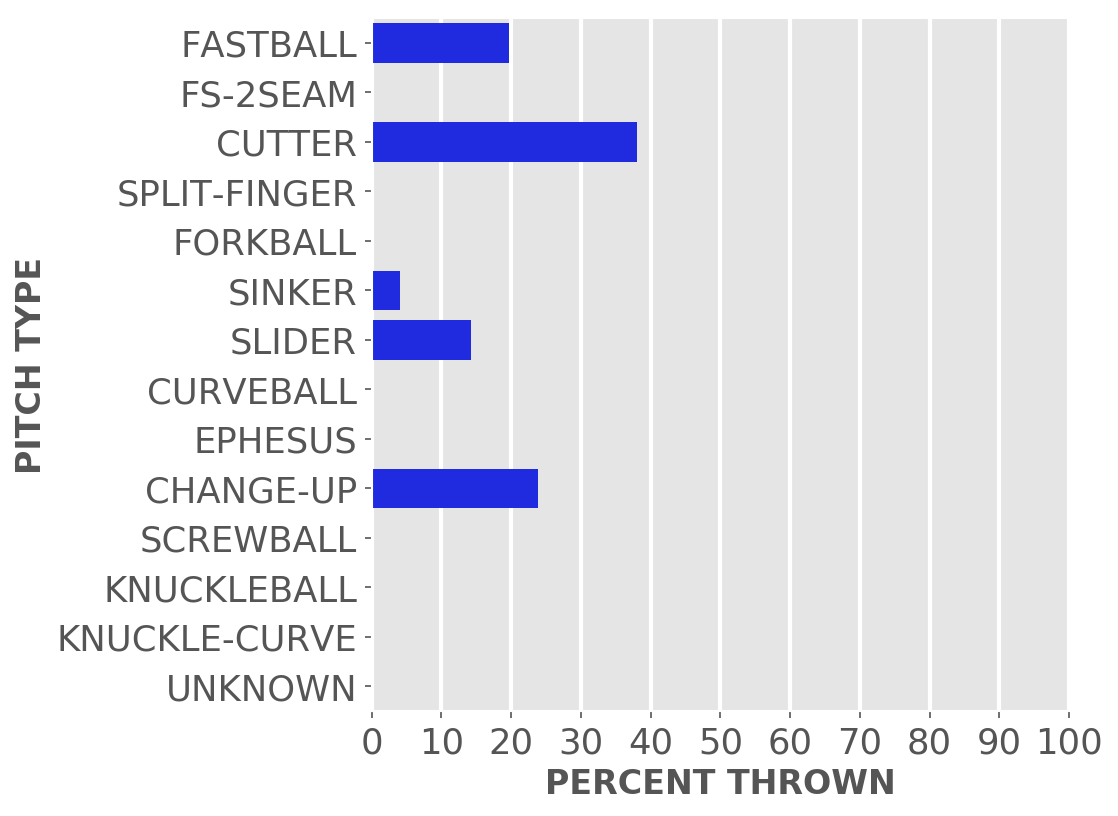 FASTBALL
FS-2SEAM
CUTTER
SPLIT-FINGER
FORKBALL
SINKER
SLIDER
CURVEBALL
EPHESUS
CHANGE-UP
SCREWBALL
KNUCKLEBALL
KNUCKLE-CURVE
UNKNOWN
PITCH TYPE
0 10 20 30 40 50 60 70 80 90 100
PERCENT THROWN